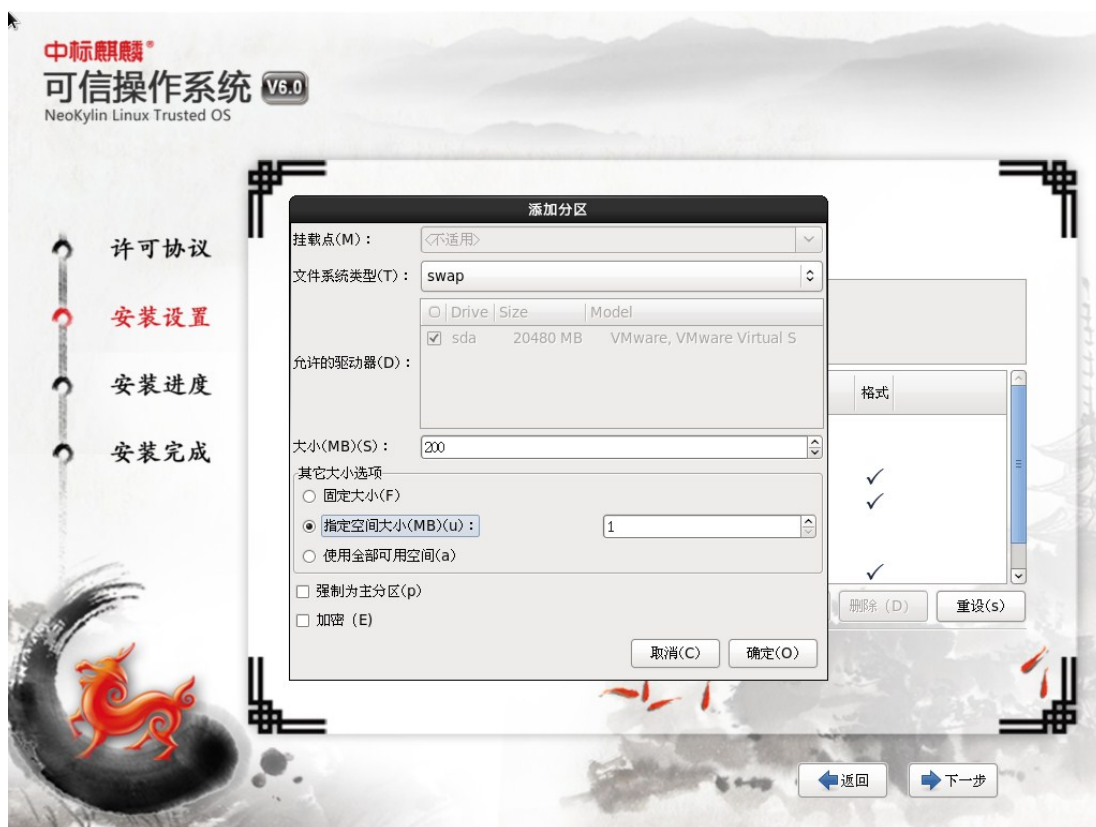 中标麒麟®
可信操作系统 V6.0
NeoKylin Linux Trusted OS
许可协议
安装设置
安装进度
安装完成
添加分区
挂载点(M)：
<不适用>
文件系统类型(T)：
swap
Drive Size Model
sda 20480 MB VMware, VMware Virtual S
允许的驱动器(D)：
大小(MB)(S)：
200
其它大小选项
固定大小(F)
指定空间大小(MB)(u)：
1
使用全部可用空间(a)
强制为主分区(p)
加密 (E)
取消(C)
确定(O)
格式
删除 (D)
重设(s)
返回
下一步